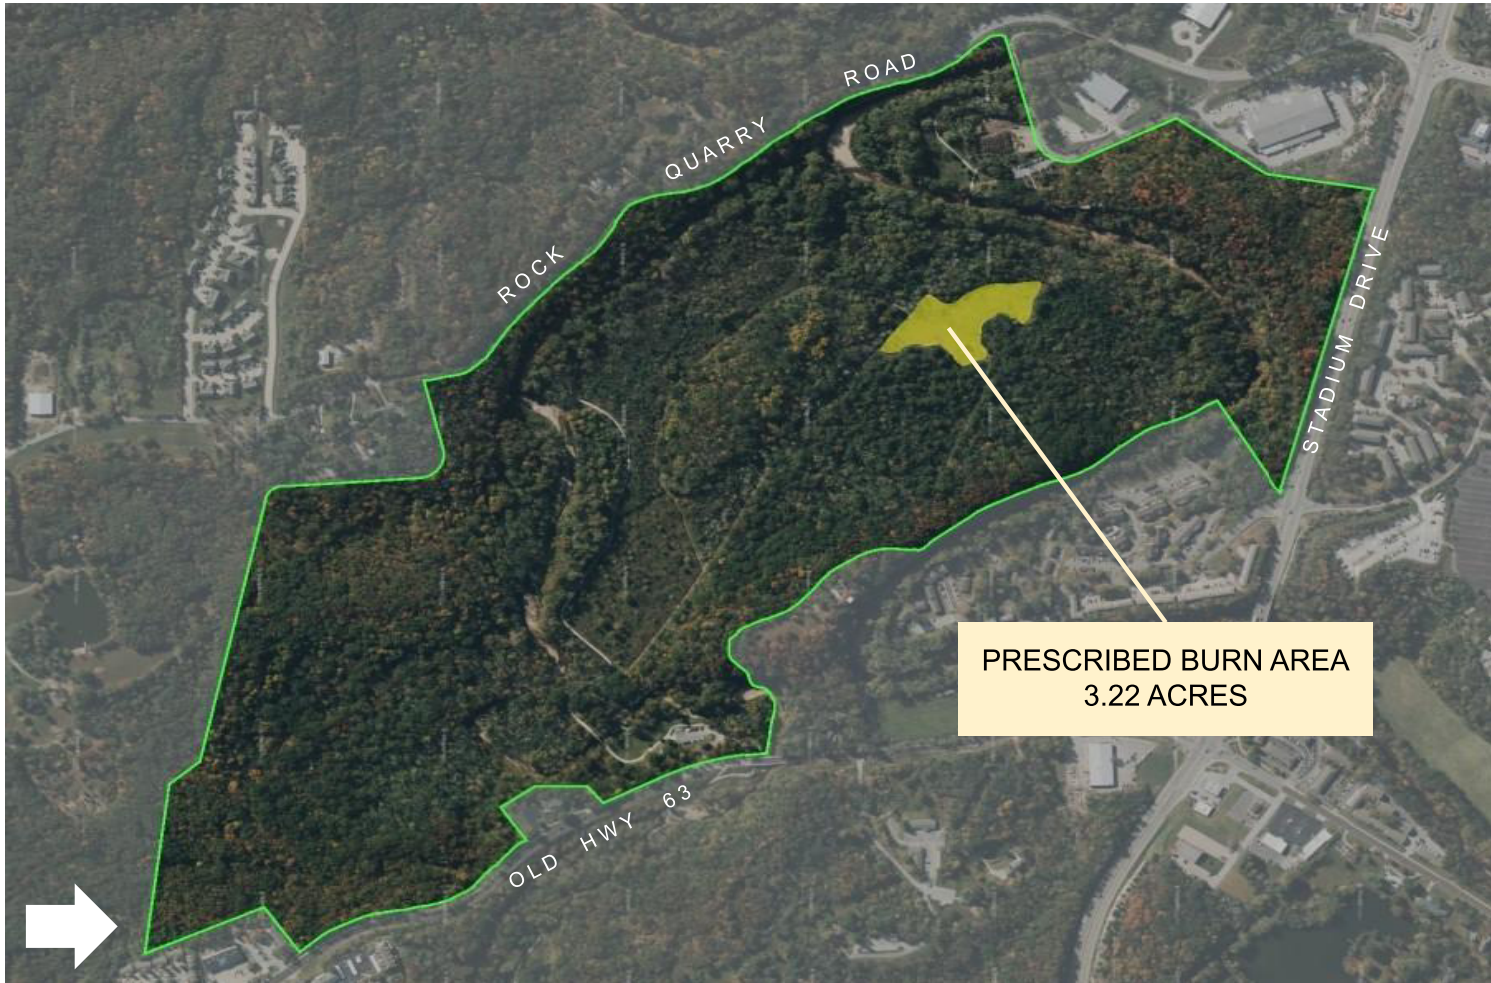 ROCK QUARRY ROAD
STADIUM DRIVE
PRESCRIBED BURN AREA
3.22 ACRES
OLD HWY 63